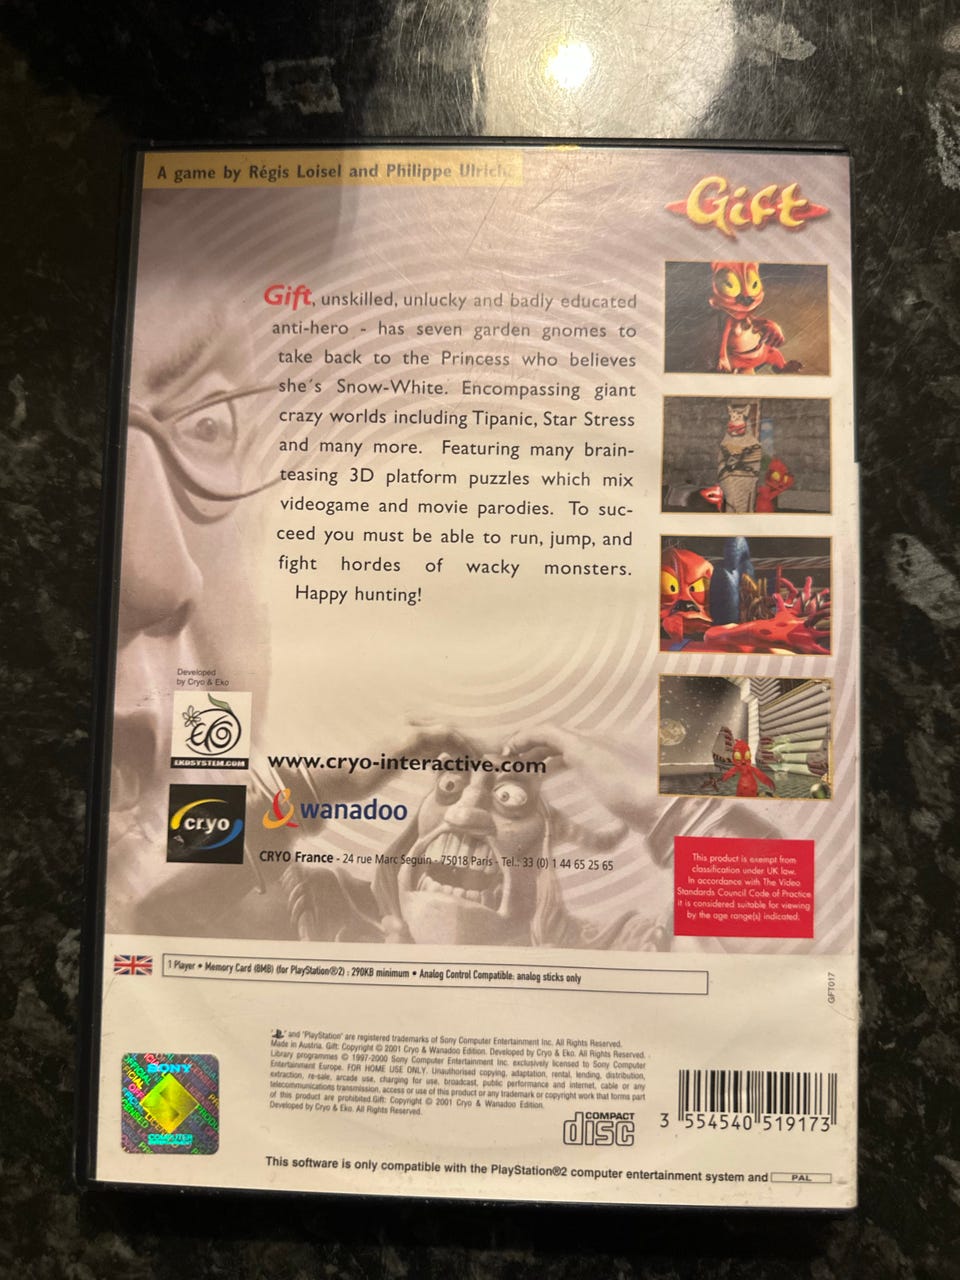 A game by Régis Loisel and Philippe Ulrich
Gift
Gift, unskilled, unlucky and badly educated
anti-hero - has seven garden gnomes to
take back to the Princess who believes
she's Snow-White. Encompassing giant
crazy worlds including Tipanic, Star Stress
and many more. Featuring many brain-
teasing 3D platform puzzles which mix
videogame and movie parodies. To suc-
ceed you must be able to run, jump, and
fight hordes of wacky monsters.
Happy hunting!
Developed
by Cryo & Eko
EKOSYSTEM.COM
www.cryo-interactive.com
cryo
wanadoo
CRYO France - 24 rue Marc Seguin - 75018 Paris - Tel.: 33 (0) 1 44 65 25 65
This product is exempt from
classification under UK law.
In accordance with The Video
Standards Council Code of Practice
it is considered suitable for viewing
by the age range(s) indicated.
1 Player • Memory Card (8MB) (for PlayStation®2) : 290KB minimum • Analog Control Compatible: analog sticks only
GFT017
" " and "PlayStation" are registered trademarks of Sony Computer Entertainment Inc. All Rights Reserved.
Made in Austria. Gift: Copyright © 2001 Cryo & Wanadoo Edition. Developed by Cryo & Eko. All Rights Reserved.
Library programmes © 1997-2000 Sony Computer Entertainment Inc. exclusively licensed to Sony Computer
Entertainment Europe. FOR HOME USE ONLY. Unauthorised copying, adaptation, rental, lending, distribution,
extraction, re-sale, arcade use, charging for use, broadcast, public performance and internet, cable or any
telecommunications transmission, access or use of this product or any trademark or copyright work that forms part
of this product are prohibited.Gift: Copyright © 2001 Cryo & Wanadoo Edition.
Developed by Cryo & Eko. All Rights Reserved.
SONY
COMPUTER
COMPACT
disc
3 554540 519173
This software is only compatible with the PlayStation®2 computer entertainment system and PAL